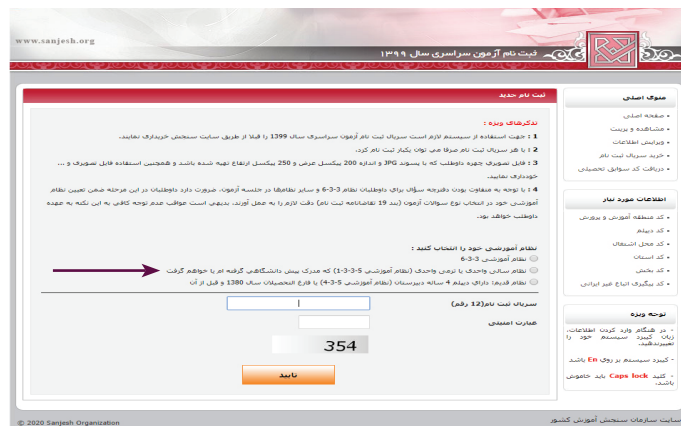 www.sanjesh.org
ثبت نام آزمون سراسری سال ۱۳۹۹
منوی اصلی
صفحه اصلی
مشاهده و پرینت
ویرایش اطلاعات
خرید سریال ثبت نام
دریافت کد سوابق تحصیلی
اطلاعات مورد نیاز
کد منطقه آموزش و پرورش
کد دیپلم
کد محل اشتغال
کد استان
کد بخش
کد پیگیری اتباع غیر ایرانی
توجه ویژه
- در هنگام وارد کردن اطلاعات،
زبان کیبرد سیستم خود را
تغییرندهید.
- کیبرد سیستم بر روی En باشد
- کلید Caps lock باید خاموش
باشد.
ثبت نام جدید
تذکرهای ویژه :
1 : جهت استفاده از سیستم لازم است سریال ثبت نام آزمون سراسری سال 1399 را قبلا از طریق سایت سنجش خریداری نمایند.
2 : با هر سریال ثبت نام صرفا می توان یکبار ثبت نام کرد.
3 : فایل تصویری چهره داوطلب که با پسوند JPG و اندازه 200 پیکسل عرض و 250 پیکسل ارتفاع تهیه شده باشد و همچنین استفاده فایل تصویری و ...
خودداری نمایید.
4 : با توجه به متفاوت بودن دفترچه سؤال برای داوطلبان نظام 3-3-6 و سایر نظامها در جلسه آزمون، ضرورت دارد داوطلبان در این مرحله ضمن تعیین نظام
آموزشی خود در انتخاب نوع سوالات آزمون (بند 19 تقاضانامه ثبت نام) دقت لازم را به عمل آورند. بدیهی است عواقب عدم توجه کافی به این نکته به عهده
داوطلب خواهد بود.
نظام آموزشی خود را انتخاب کنید :
نظام آموزشی 3-3-6
نظام سالی واحدی یا ترمی واحدی (نظام آموزشی 5-3-3-1) که مدرک پیش دانشگاهی گرفته ام یا خواهم گرفت
نظام قدیم( دارای دیپلم 4 ساله دبیرستان (نظام آموزشی 5-3-4) یا فارغ التحصیلان سال 1380 و قبل از آن
سریال ثبت نام(12 رقم)
عبارت امنیتی
354
تایید
سایت سازمان سنجش آموزش کشور
© 2020 Sanjesh Organization